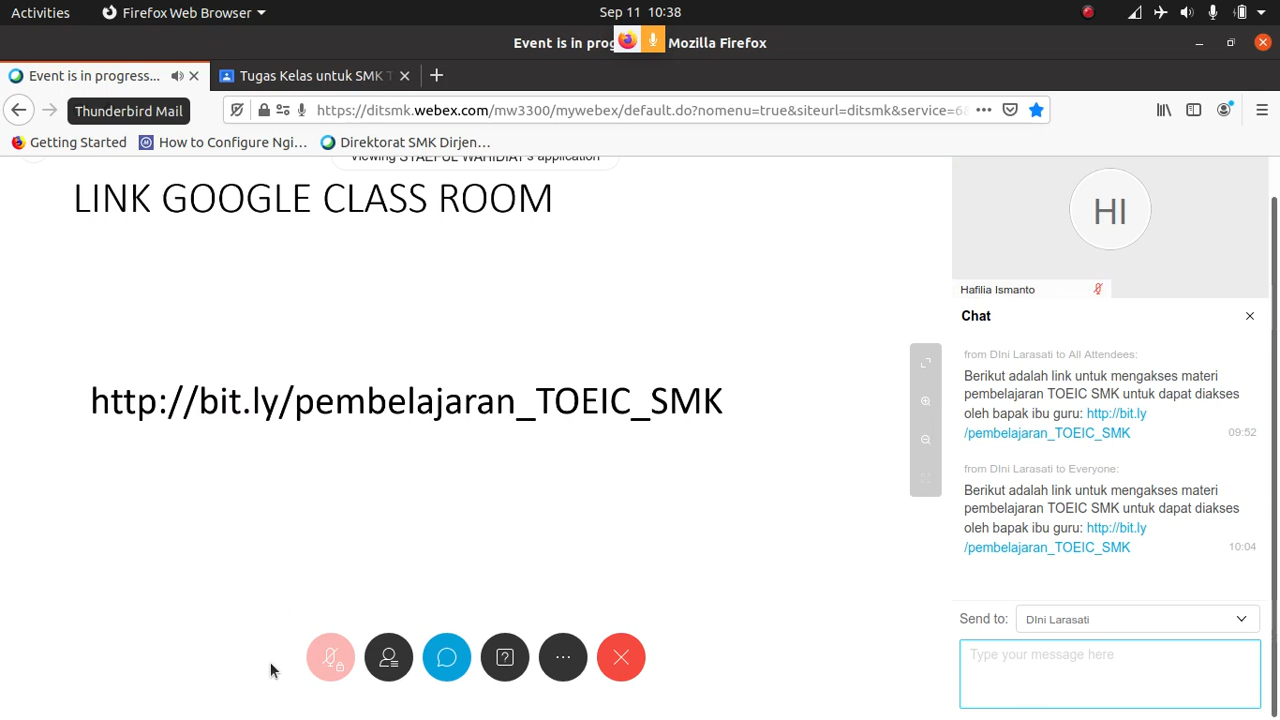 Activities
Firefox Web Browser
Sep 11 10:38
Event is in prog
Mozilla Firefox
Event is in progress...
Tugas Kelas untuk SMK T
Thunderbird Mail
https://ditsmk.webex.com/mw3300/mywebex/default.do?nomenu=true&siteurl=ditsmk&service=68
Getting Started
How to Configure Ngi...
Direktorat SMK Dirjen...
Viewing SYAEFUL WAHIDIAT's application
LINK GOOGLE CLASS ROOM
http://bit.ly/pembelajaran_TOEIC_SMK
HI
Hafilia Ismanto
Chat
from DIni Larasati to All Attendees:
Berikut adalah link untuk mengakses materi
pembelajaran TOEIC SMK untuk dapat diakses
oleh bapak ibu guru: http://bit.ly
/pembelajaran_TOEIC_SMK
09:52
from DIni Larasati to Everyone:
Berikut adalah link untuk mengakses materi
pembelajaran TOEIC SMK untuk dapat diakses
oleh bapak ibu guru: http://bit.ly
/pembelajaran_TOEIC_SMK
10:04
Send to:
DIni Larasati
Type your message here